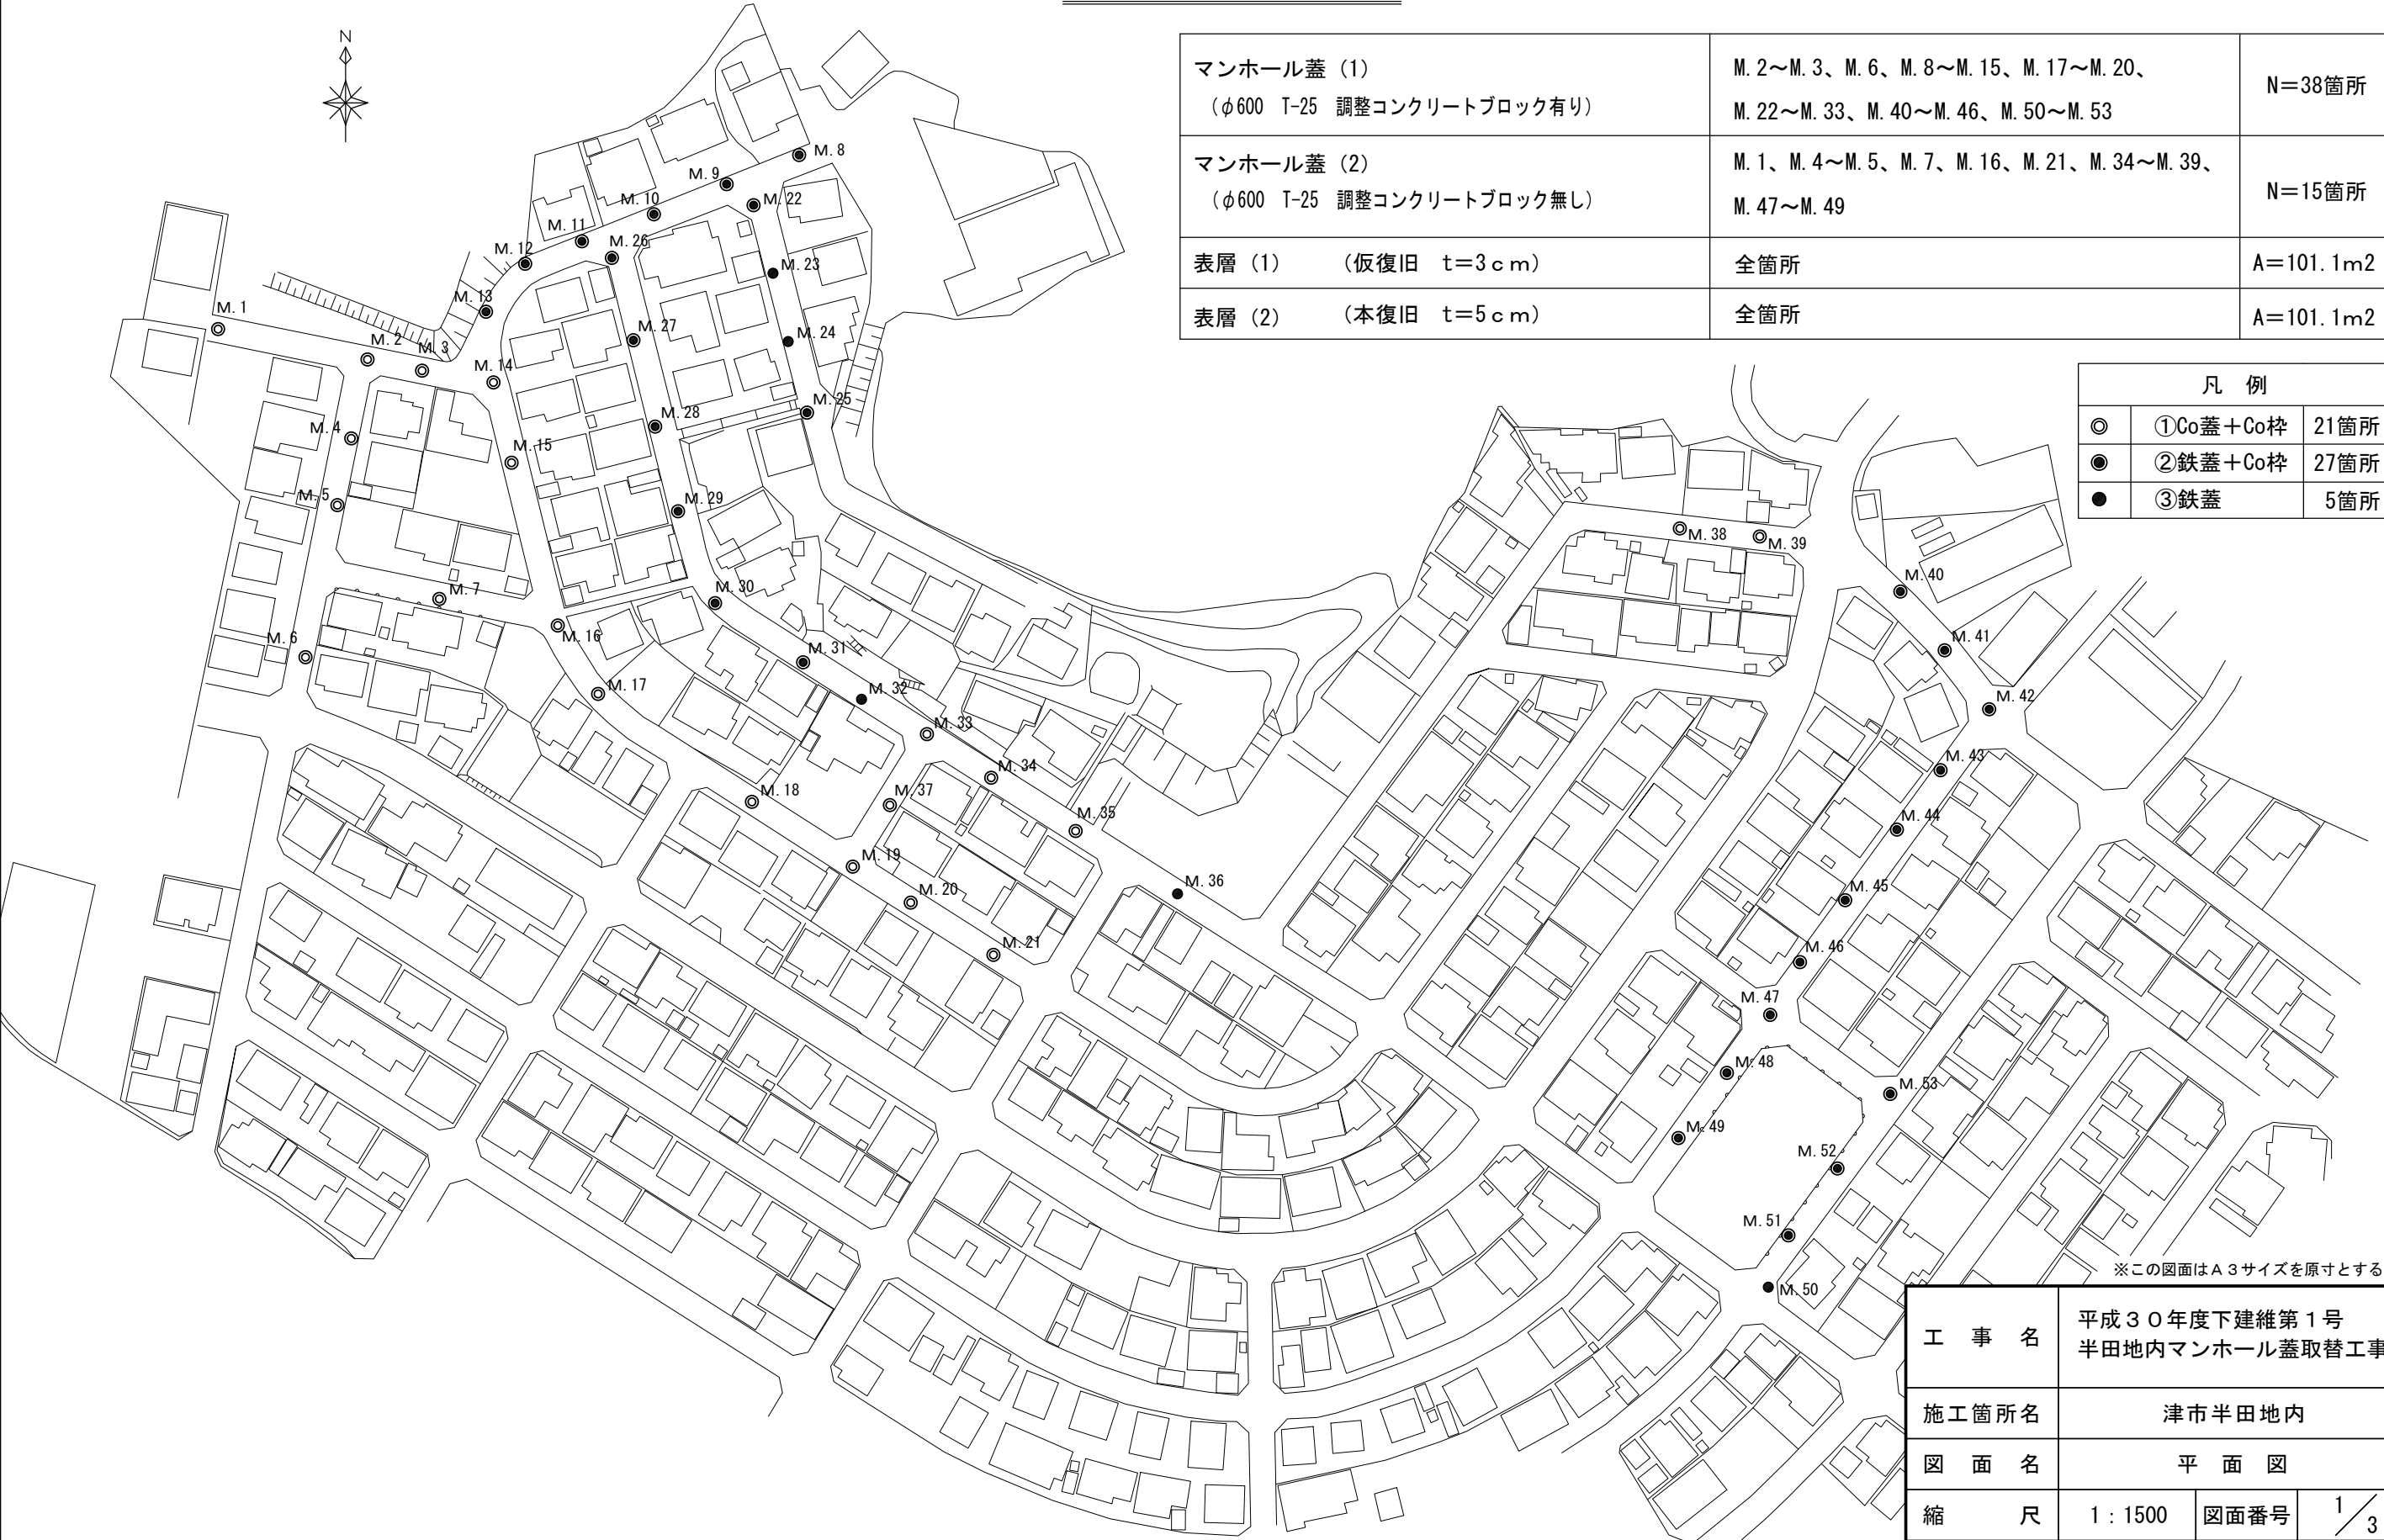 N
マンホール蓋（1）
（φ600　T-25　調整コンクリートブロック有り）
M.2～M.3、M.6、M.8～M.15、M.17～M.20、
M.22～M.33、M.40～M.46、M.50～M.53
N＝38箇所
マンホール蓋（2）
（φ600　T-25　調整コンクリートブロック無し）
M.1、M.4～M.5、M.7、M.16、M.21、M.34～M.39、
M.47～M.49
N＝15箇所
表層（1）　（仮復旧　t＝3ｃｍ）
全箇所
A＝101.1m2
表層（2）　（本復旧　t＝5ｃｍ）
全箇所
A＝101.1m2
凡　例
◎ ①Co蓋＋Co枠 21箇所
②鉄蓋＋Co枠 27箇所
● ③鉄蓋 5箇所
M.8
M.9
M.10
M.22
M.11
M.12
M.26
M.23
M.13
M.1
M.27
M.24
M.2
M.3
M.14
M.25
M.28
M.4
M.15
M.5
M.29
M.38
M.39
M.7
M.30
M.40
M.16
M.6
M.31
M.41
M.17
M.32
M.42
M.33
M.34
M.43
M.18
M.37
M.35
M.44
M.19
M.36
M.45
M.20
M.21
M.46
M.47
M.48
M.53
M.49
M.52
M.51
M.50
※この図面はＡ３サイズを原寸とする
工　事　名
平成３０年度下建維第１号
半田地内マンホール蓋取替工事
施工箇所名
津市半田地内
図　面　名
平　面　図
縮　　　尺
1：1500
図面番号
1／3